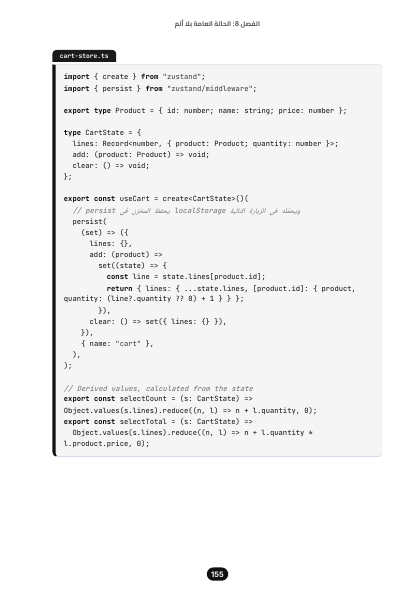 الفصل 8: الحالة العامة بلا ألم
cart-store.ts
import { create } from "zustand";
import { persist } from "zustand/middleware";
export type Product = { id: number; name: string; price: number };
type CartState = {
lines: Record<number, { product: Product; quantity: number }>;
add: (product: Product) => void;
clear: () => void;
};
export const useCart = create<CartState>()(
// persist يحفظ المخزن في localStorage ويحمّله في الزيارة التالية
persist(
(set) => ({
lines: {},
add: (product) =>
set((state) => {
const line = state.lines[product.id];
return { lines: { ...state.lines, [product.id]: { product,
quantity: (line?.quantity ?? 0) + 1 } } };
}),
clear: () => set({ lines: {} }),
}),
{ name: "cart" },
),
);
// Derived values, calculated from the state
export const selectCount = (s: CartState) =>
Object.values(s.lines).reduce((n, l) => n + l.quantity, 0);
export const selectTotal = (s: CartState) =>
Object.values(s.lines).reduce((n, l) => n + l.quantity *
l.product.price, 0);
155